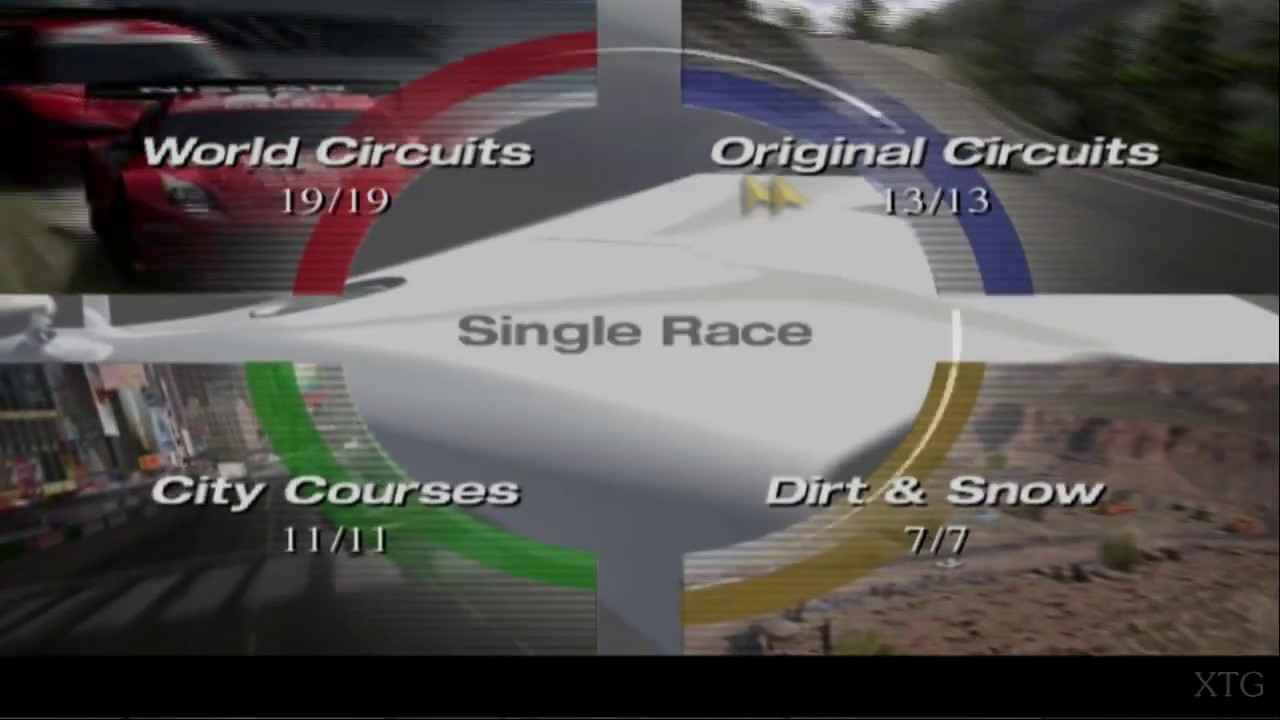 NISSAN
World Circuits
19/19
Original Circuits
13/13
Single Race
City Courses
11/11
Dirt & Snow
7/7
XTG